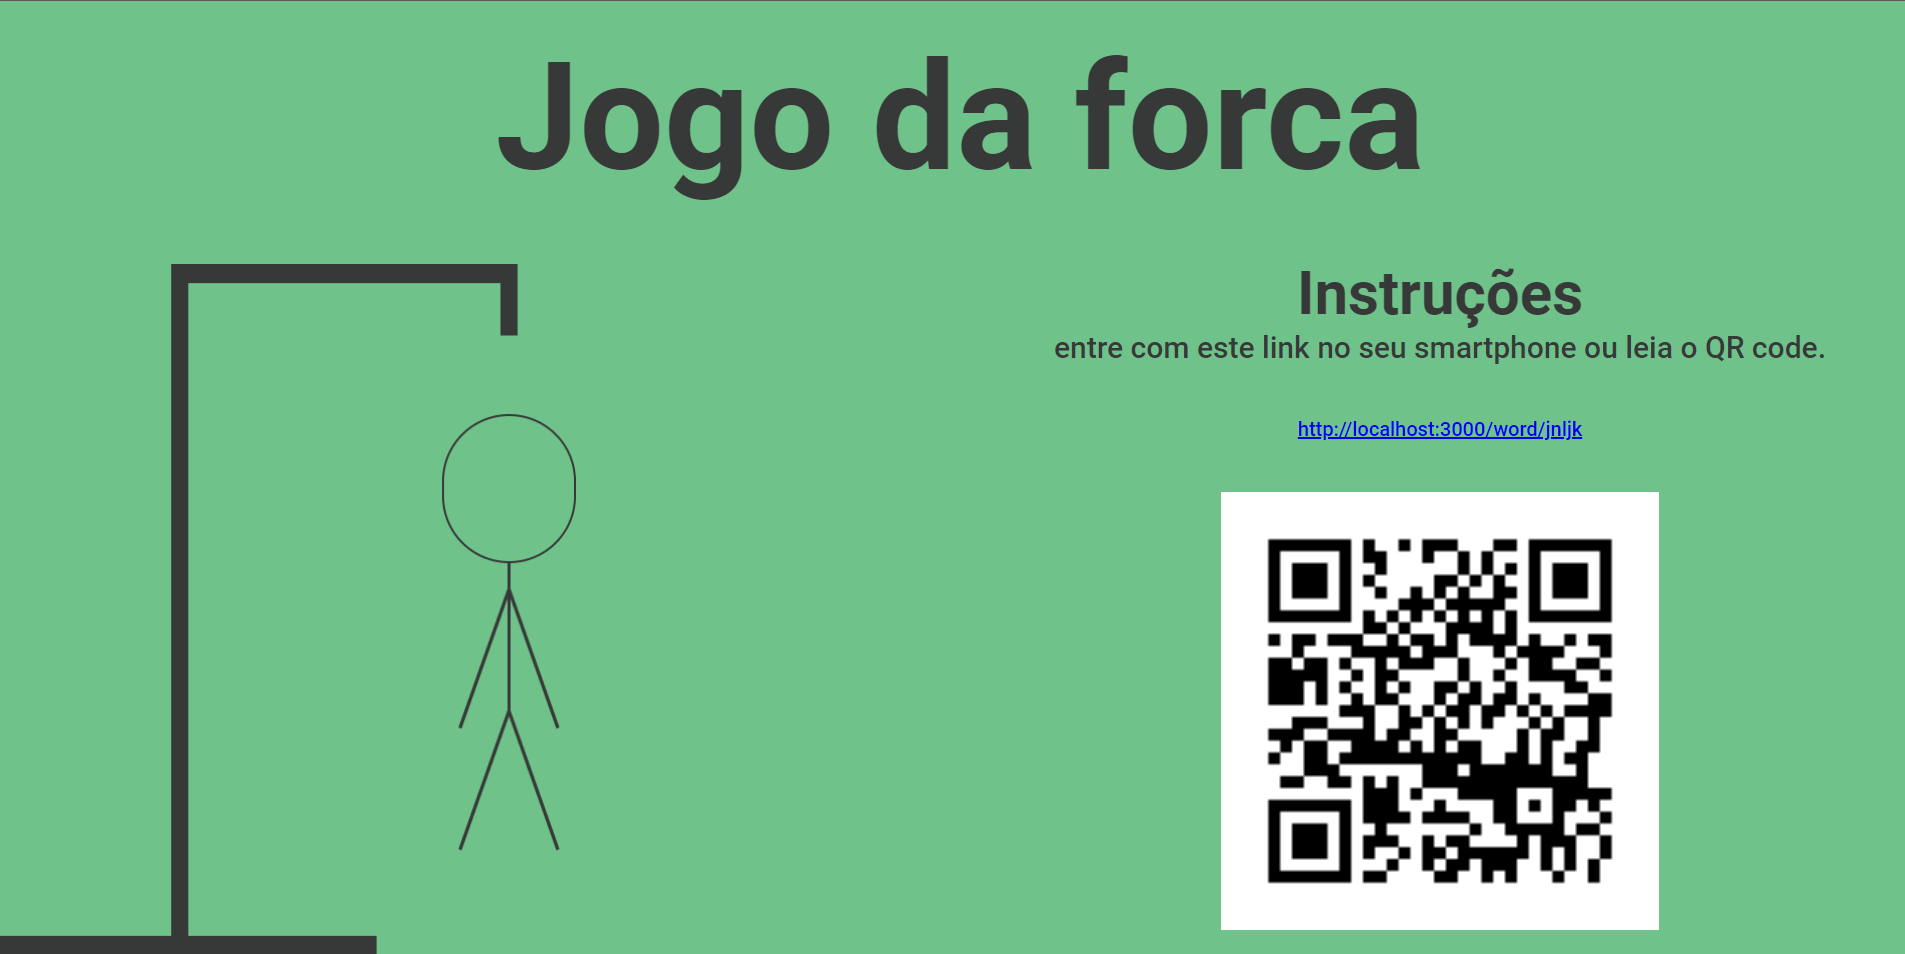 Jogo da forca
Instruções
entre com este link no seu smartphone ou leia o QR code.
http://localhost:3000/word/jnljk